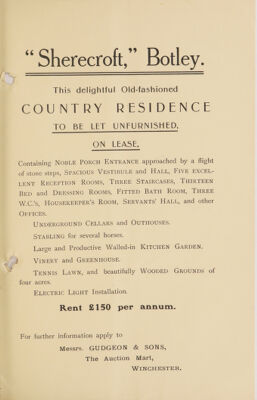 "Sherecroft," Botley.
This delightful Old-fashioned
COUNTRY RESIDENCE
TO BE LET UNFURNISHED,
ON LEASE,
Containing NOBLE PORCH ENTRANCE approached by a flight
of stone steps, SPACIOUS VESTIBULE and HALL, FIVE EXCEL-
LENT RECEPTION ROOMS, THREE STAIRCASES, THIRTEEN
BED and DRESSING ROOMS, FITTED BATH ROOM, THREE
W.C.'s, HOUSEKEEPER'S ROOM, SERVANTS' HALL, and other
OFFICES.
UNDERGROUND CELLARS and OUTHOUSES.
STABLING for several horses.
Large and Productive Walled-in KITCHEN GARDEN.
VINERY and GREENHOUSE.
TENNIS LAWN, and beautifully WOODED GROUNDS of
four acres.
ELECTRIC LIGHT Installation.
Rent £150 per annum.
For further information apply to
Messrs. GUDGEON & SONS,
The Auction Mart,
WINCHESTER.